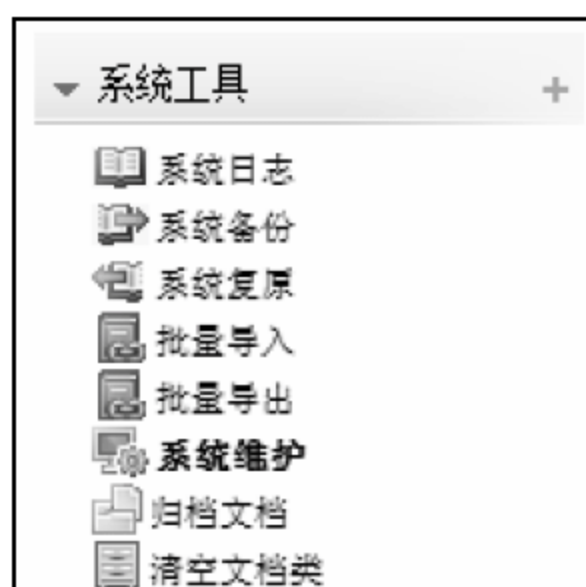 系统工具
系统日志
系统备份
系统复原
批量导入
批量导出
系统维护
归档文档
清空文档类